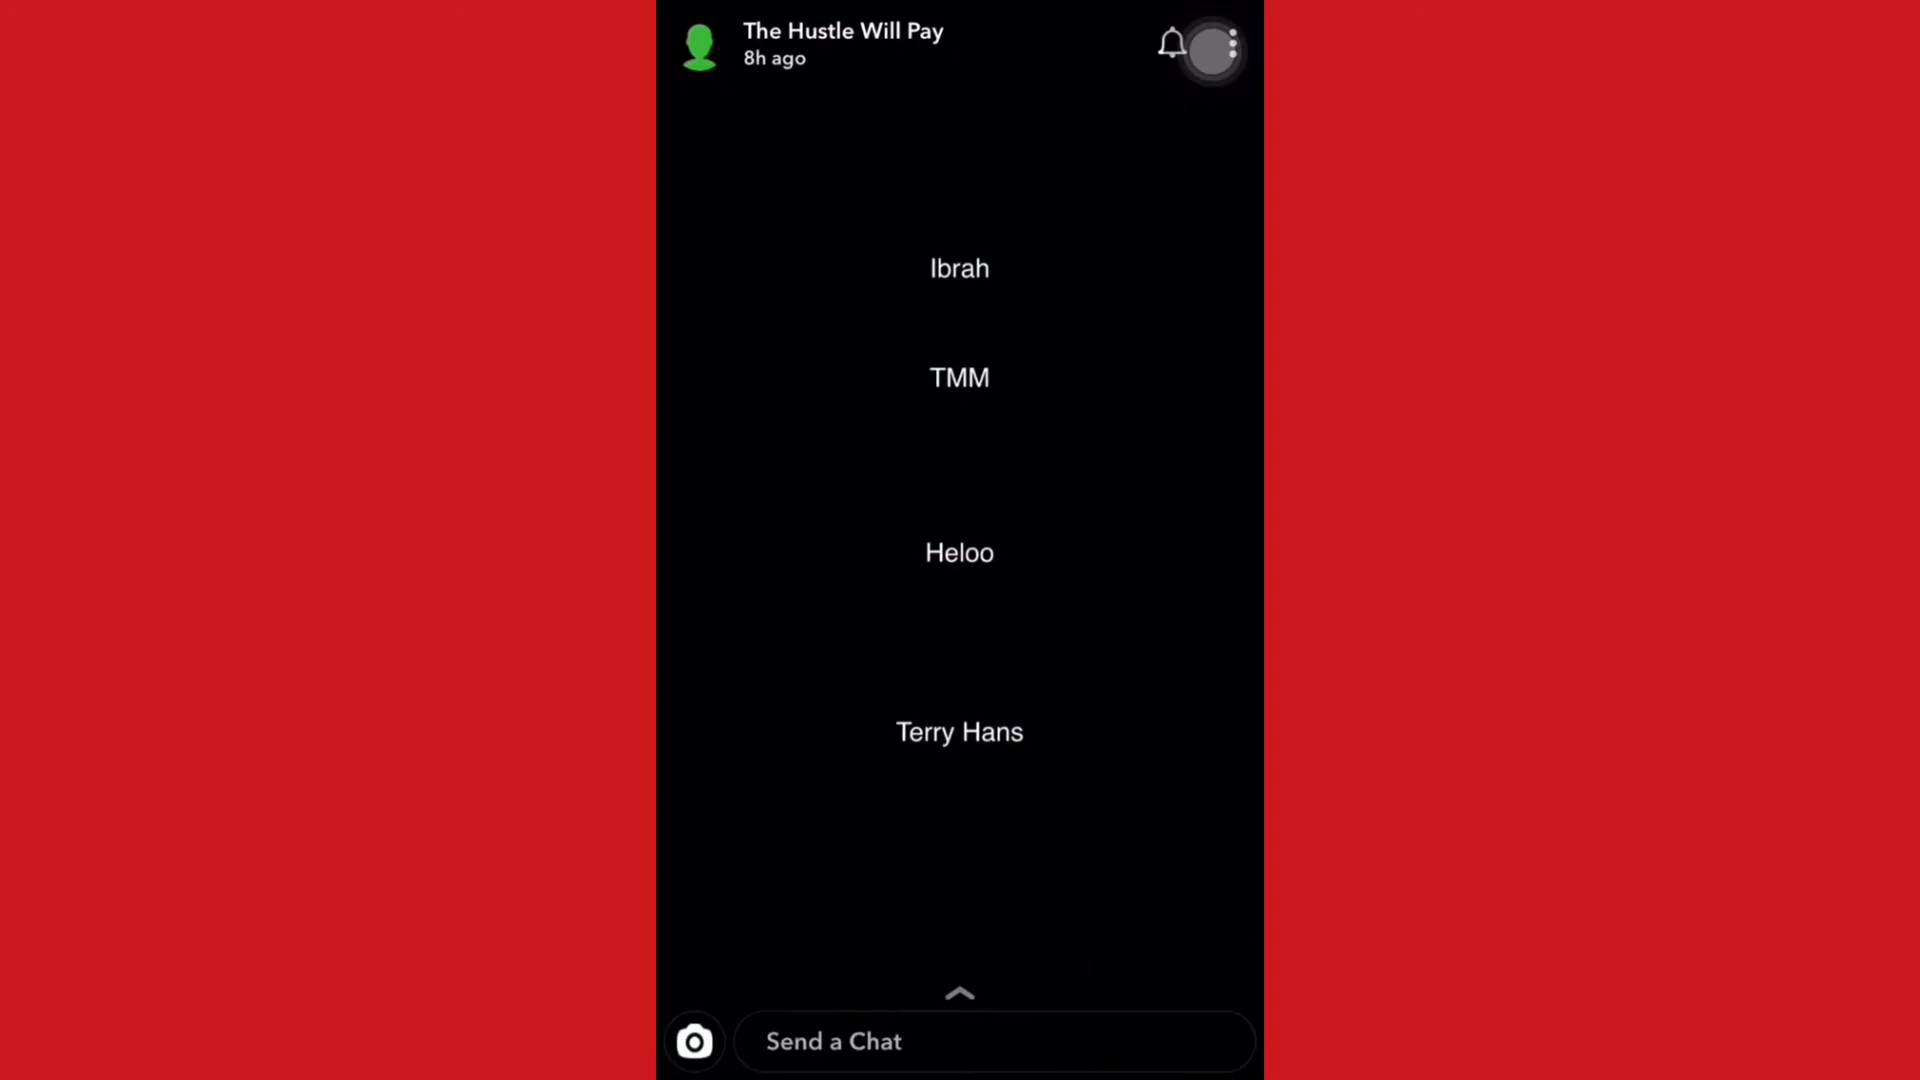 The Hustle Will Pay
8h ago
Ibrah
TMM
Heloo
Terry Hans
Send a Chat